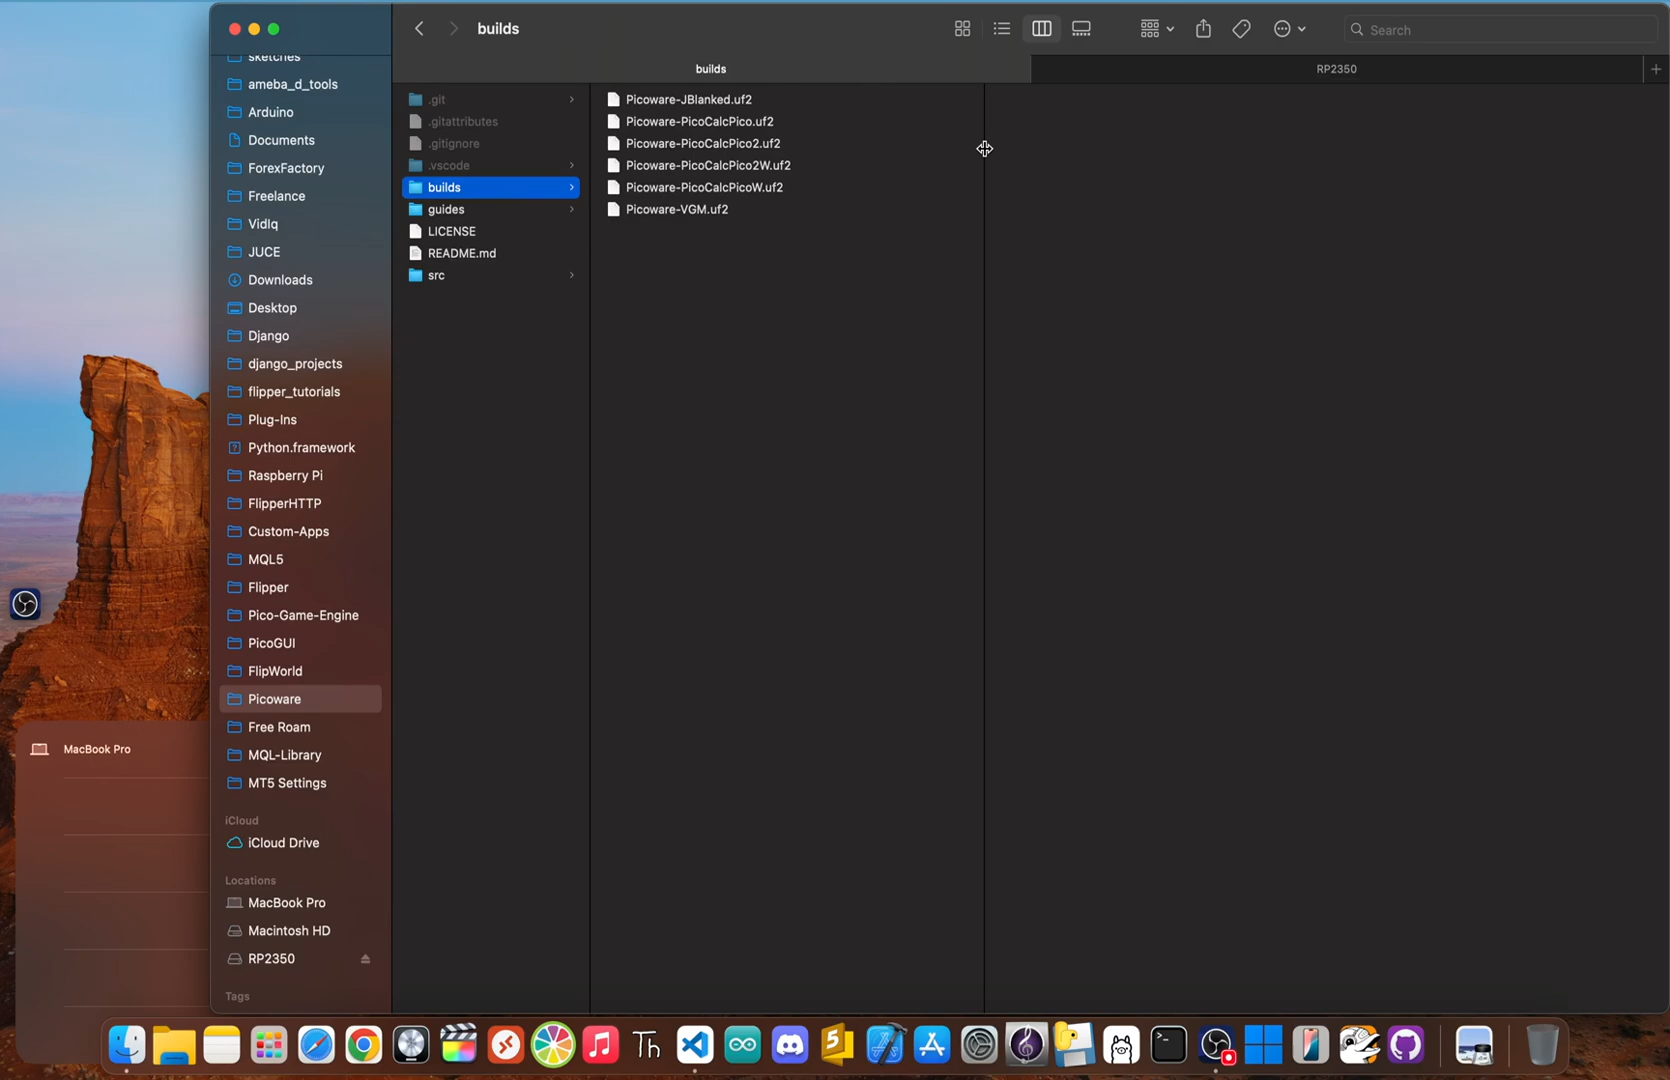 builds
Search
builds
RP2350
sketches
ameba_d_tools
Arduino
Documents
ForexFactory
Freelance
VidIq
JUCE
Downloads
Desktop
Django
django_projects
flipper_tutorials
Plug-Ins
Python.framework
Raspberry Pi
FlipperHTTP
Custom-Apps
MQL5
Flipper
Pico-Game-Engine
PicoGUI
FlipWorld
Picoware
Free Roam
MQL-Library
MT5 Settings
iCloud
iCloud Drive
Locations
MacBook Pro
Macintosh HD
RP2350
Tags
.git
.gitattributes
.gitignore
.vscode
builds
guides
LICENSE
README.md
src
Picoware-JBlanked.uf2
Picoware-PicoCalcPico.uf2
Picoware-PicoCalcPico2.uf2
Picoware-PicoCalcPico2W.uf2
Picoware-PicoCalcPicoW.uf2
Picoware-VGM.uf2
MacBook Pro
Th